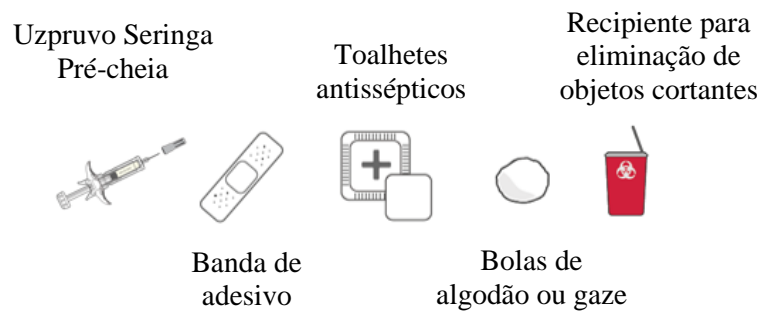 Uzpruvo Seringa
Pré-cheia
Toalhetes
antissépticos
Recipiente para
eliminação de
objetos cortantes
Banda de
adesivo
Bolas de
algodão ou gaze